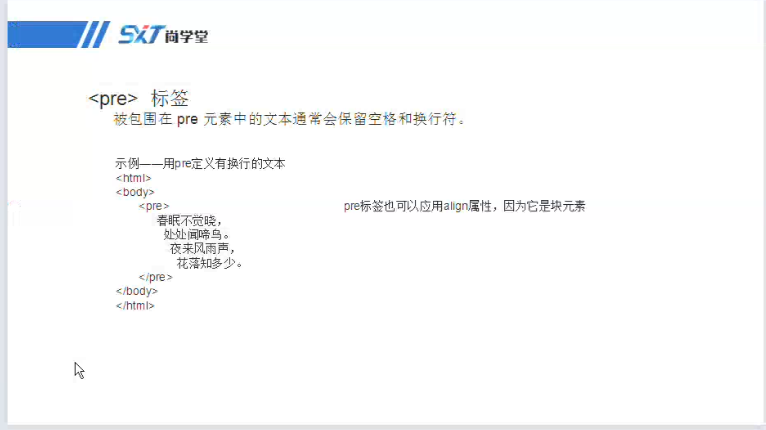 SXT尚学堂
<pre> 标签
被包围在 pre 元素中的文本通常会保留空格和换行符。
示例——用pre定义有换行的文本
<html>
<body>
<pre>
pre标签也可以应用align属性，因为它是块元素
春眠不觉晓，
处处闻啼鸟。
夜来风雨声，
花落知多少。
</pre>
</body>
</html>